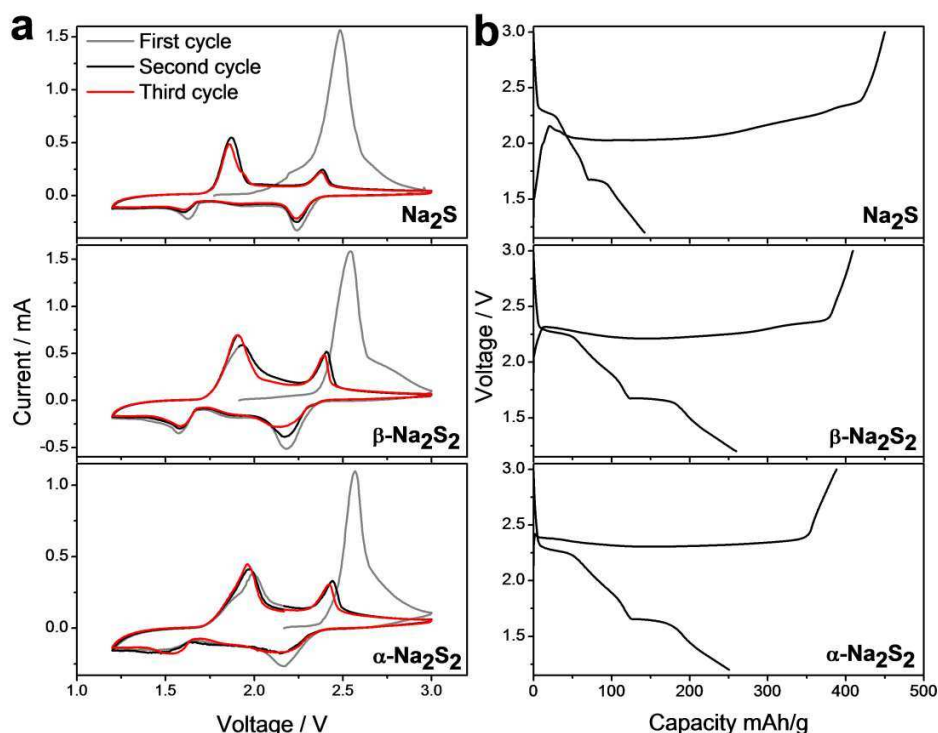 a
First cycle
Second cycle
Third cycle
1.5
1.0
0.5
0.0
Na2S
1.5
1.0
0.5
0.0
-0.5
β-Na2S2
1.0
0.5
0.0
α-Na2S2
1.0 1.5 2.0 2.5 3.0
Current / mA
Voltage / V
b
3.0
2.5
2.0
1.5
Na2S
3.0
2.5
2.0
1.5
β-Na2S2
3.0
2.5
2.0
1.5
α-Na2S2
0 100 200 300 400 500
Voltage / V
Capacity mAh/g